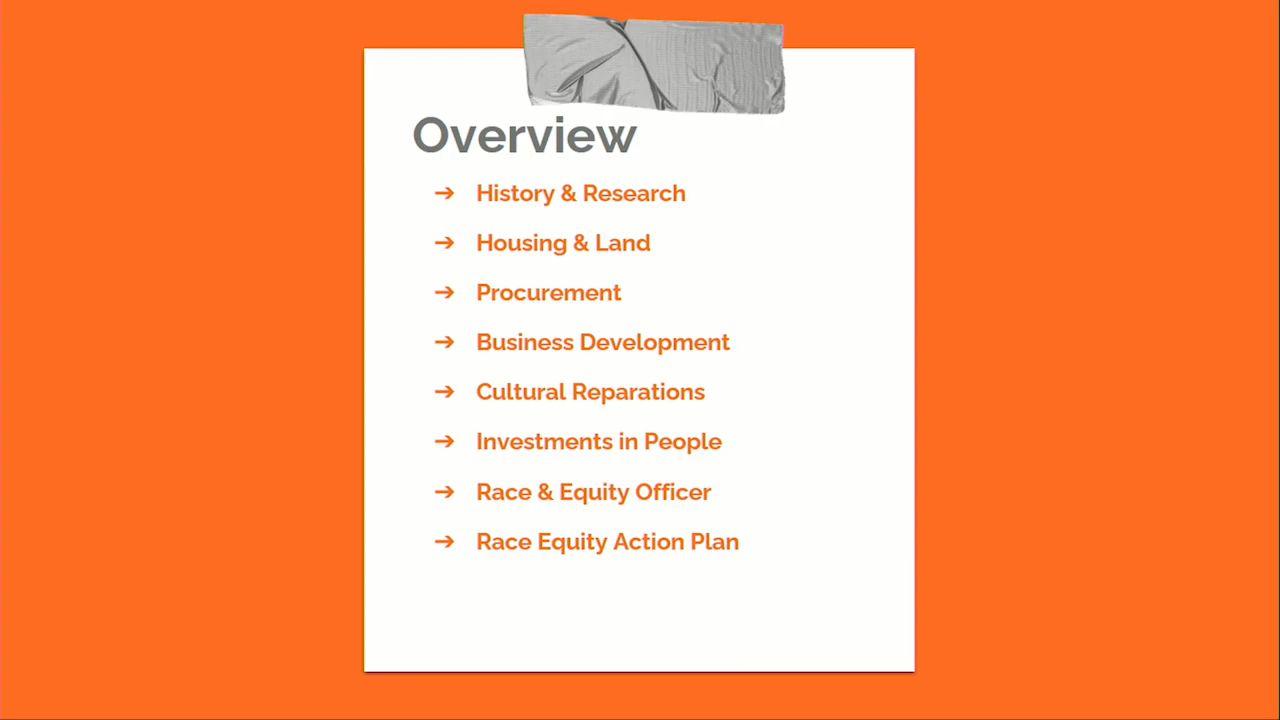 Overview
➔ History & Research
➔ Housing & Land
➔ Procurement
➔ Business Development
➔ Cultural Reparations
➔ Investments in People
➔ Race & Equity Officer
➔ Race Equity Action Plan